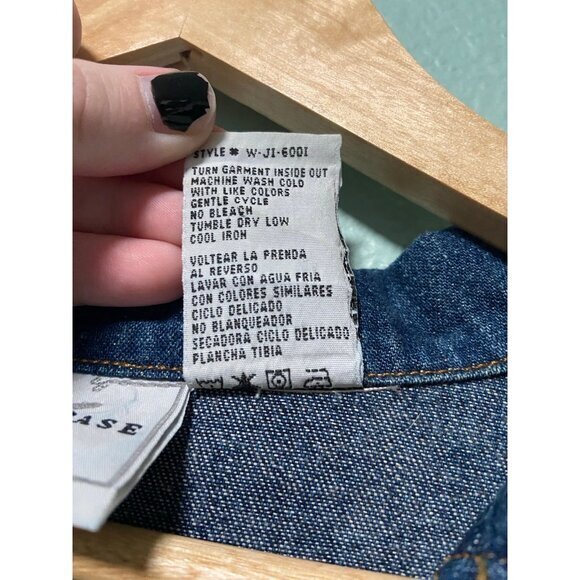 STYLE # W-JI-6001
TURN GARMENT INSIDE OUT
MACHINE WASH COLD
WITH LIKE COLORS
GENTLE CYCLE
NO BLEACH
TUMBLE DRY LOW
COOL IRON
VOLTEAR LA PRENDA
AL REVERSO
LAVAR CON AGUA FRIA
CON COLORES SIMILARES
CICLO DELICADO
NO BLANQUEADOR
SECADORA CICLO DELICADO
PLANCHA TIBIA